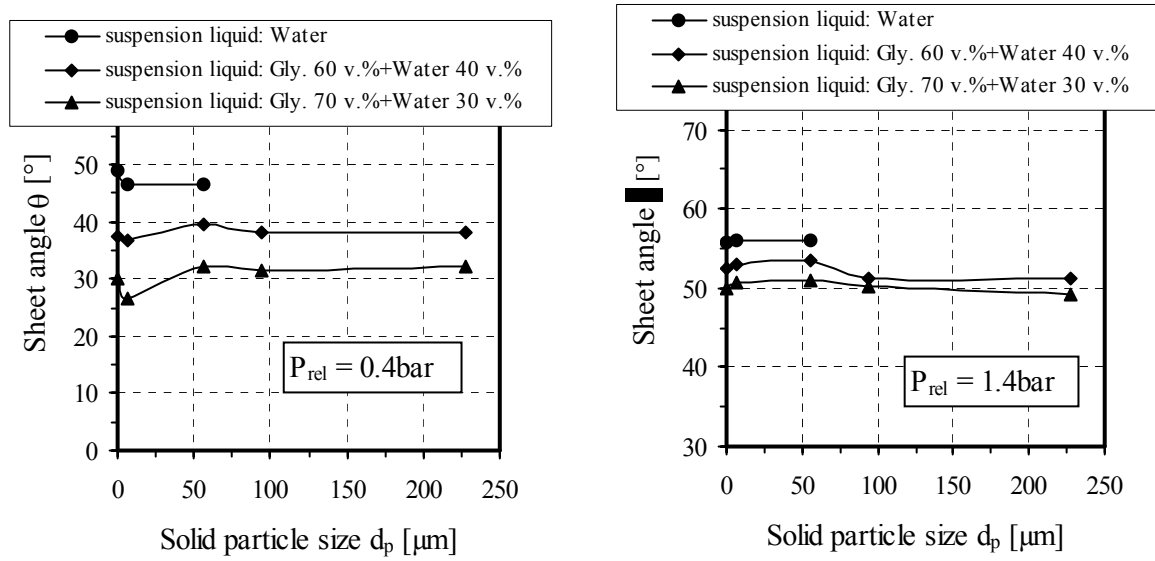 suspension liquid: Water
suspension liquid: Gly. 60 v.%+Water 40 v.%
suspension liquid: Gly. 70 v.%+Water 30 v.%
Sheet angle θ [°]
50
40
30
20
10
0
P_rel = 0.4bar
0 50 100 150 200 250
Solid particle size d_p [μm]
suspension liquid: Water
suspension liquid: Gly. 60 v.%+Water 40 v.%
suspension liquid: Gly. 70 v.%+Water 30 v.%
Sheet angle [°]
70
60
50
40
30
P_rel = 1.4bar
0 50 100 150 200 250
Solid particle size d_p [μm]